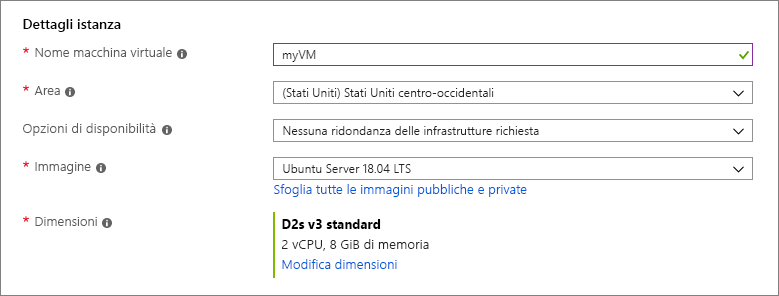 Dettagli istanza
* Nome macchina virtuale
myVM
* Area
(Stati Uniti) Stati Uniti centro-occidentali
Opzioni di disponibilità
Nessuna ridondanza delle infrastrutture richiesta
* Immagine
Ubuntu Server 18.04 LTS
Sfoglia tutte le immagini pubbliche e private
* Dimensioni
D2s v3 standard
2 vCPU, 8 GiB di memoria
Modifica dimensioni